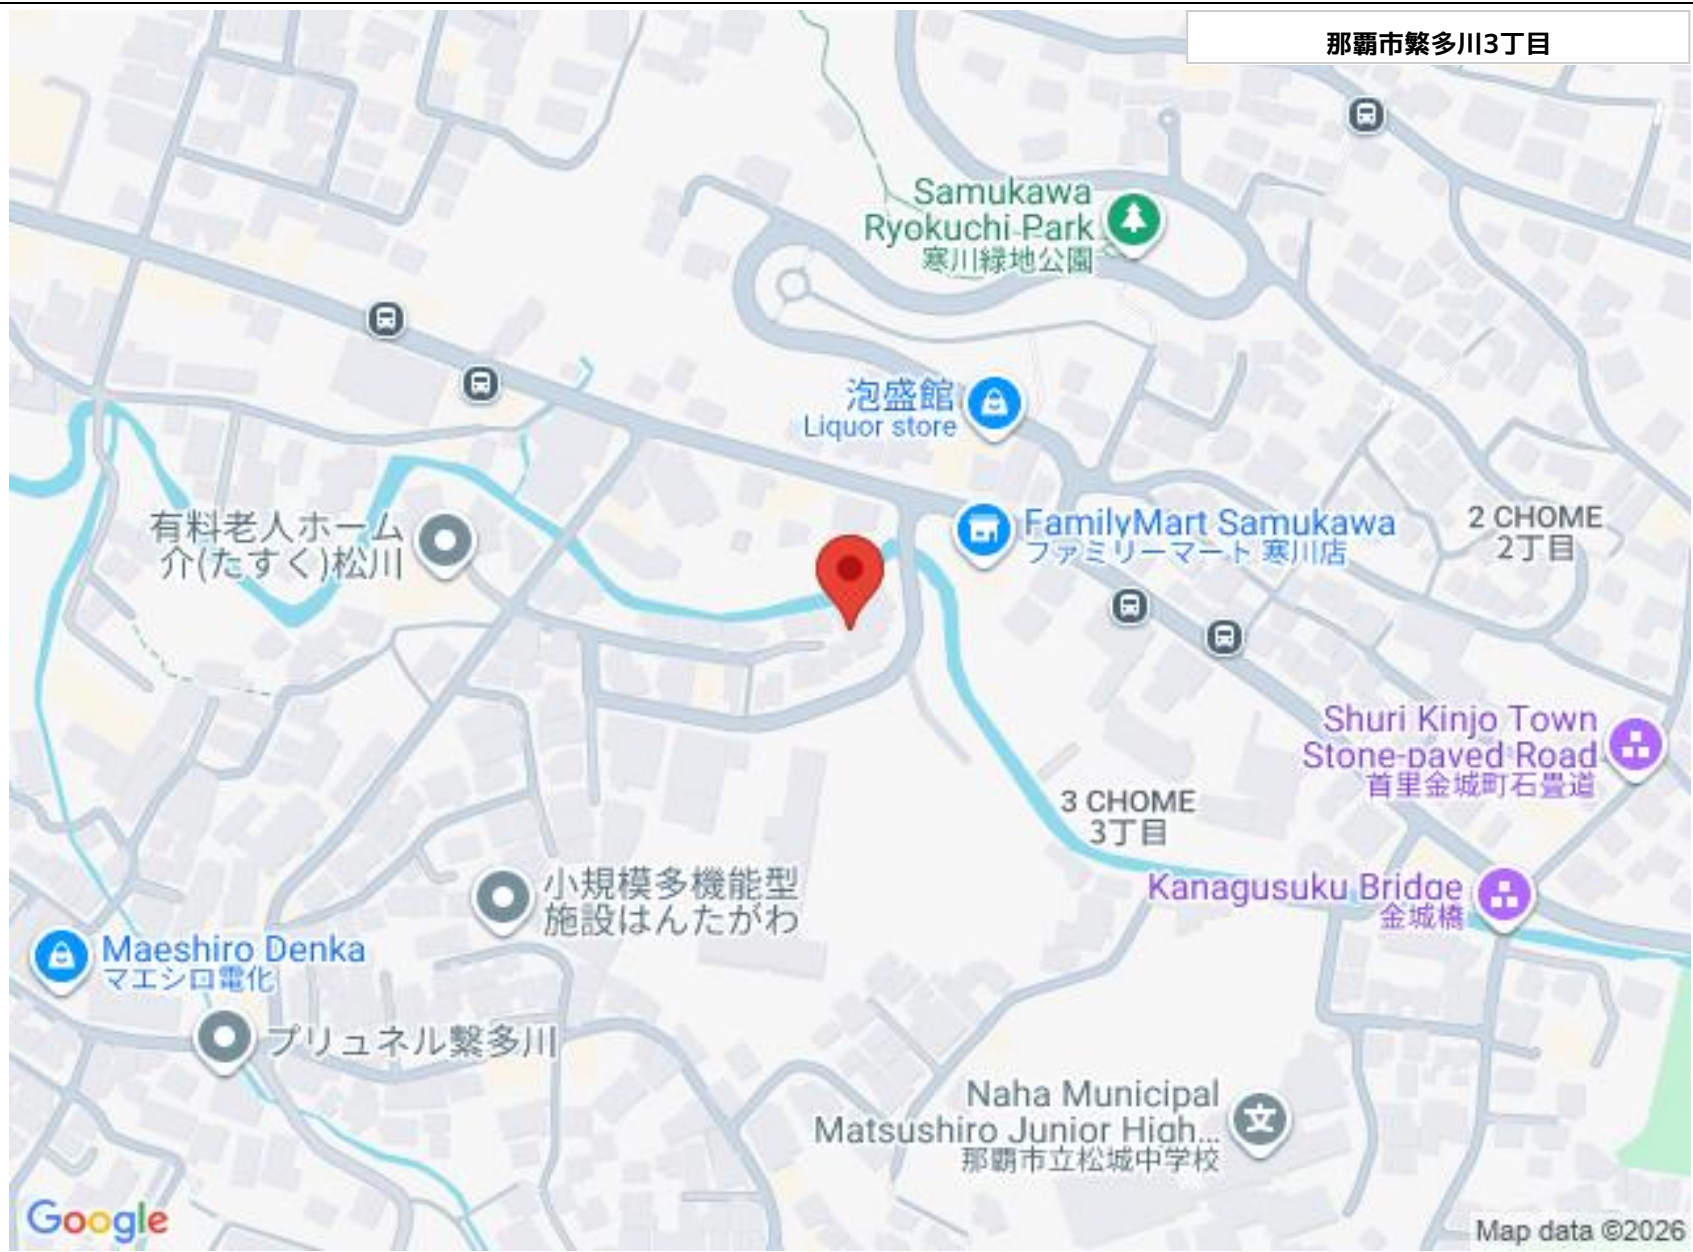 那覇市繁多川3丁目
Samukawa
Ryokuchi Park
寒川緑地公園
泡盛館
Liquor store
FamilyMart Samukawa
ファミリーマート 寒川店
2 CHOME
2丁目
有料老人ホーム
介(たすく)松川
Shuri Kinjo Town
Stone-paved Road
首里金城町石畳道
3 CHOME
3丁目
Kanagusuku Bridge
金城橋
小規模多機能型
施設はんたがわ
Maeshiro Denka
マエシロ電化
プリュネル繫多川
Naha Municipal
Matsushiro Junior High...
那覇市立松城中学校
文
Google
Map data ©2026